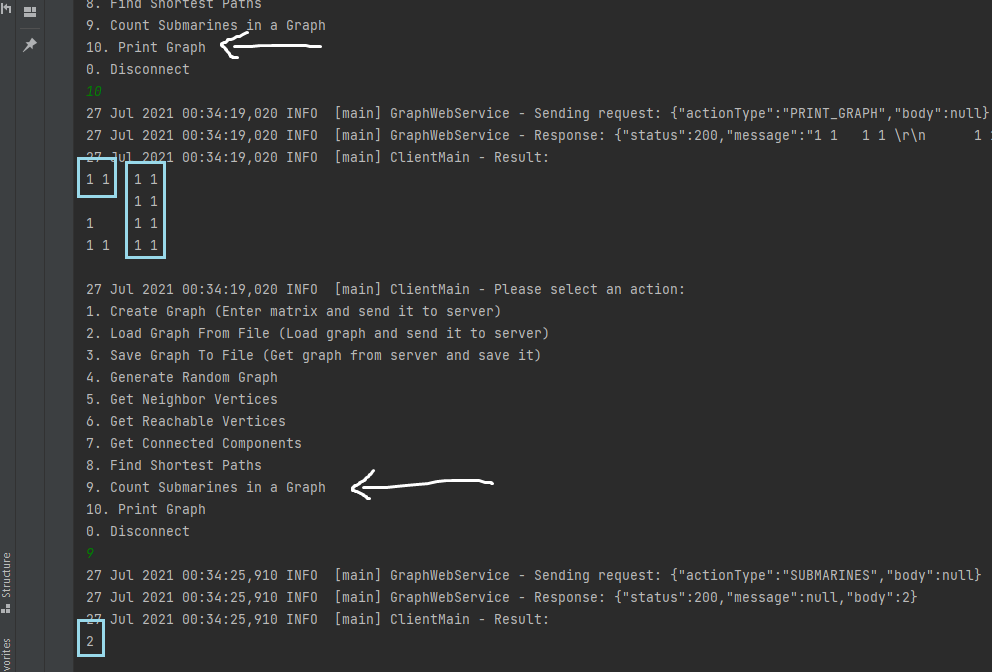 8. Find Shortest Paths
9. Count Submarines in a Graph
10. Print Graph
0. Disconnect
10
27 Jul 2021 00:34:19,020 INFO  [main] GraphWebService - Sending request: {"actionType":"PRINT_GRAPH","body":null}
27 Jul 2021 00:34:19,020 INFO  [main] GraphWebService - Response: {"status":200,"message":"1 1   1 1 \r\n      1
27 Jul 2021 00:34:19,020 INFO  [main] ClientMain - Result:
1 1   1 1
      1 1
1     1 1
1 1   1 1
27 Jul 2021 00:34:19,020 INFO  [main] ClientMain - Please select an action:
1. Create Graph (Enter matrix and send it to server)
2. Load Graph From File (Load graph and send it to server)
3. Save Graph To File (Get graph from server and save it)
4. Generate Random Graph
5. Get Neighbor Vertices
6. Get Reachable Vertices
7. Get Connected Components
8. Find Shortest Paths
9. Count Submarines in a Graph
10. Print Graph
0. Disconnect
9
27 Jul 2021 00:34:25,910 INFO  [main] GraphWebService - Sending request: {"actionType":"SUBMARINES","body":null}
27 Jul 2021 00:34:25,910 INFO  [main] GraphWebService - Response: {"status":200,"message":null,"body":2}
27 Jul 2021 00:34:25,910 INFO  [main] ClientMain - Result:
2
Structure